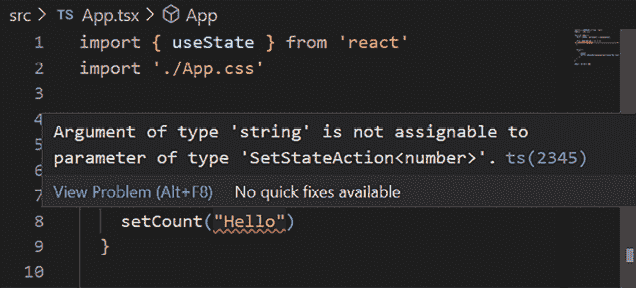 src > TS App.tsx > App
1 import { useState } from 'react'
2 import './App.css'
3
4
Argument of type 'string' is not assignable to
5
parameter of type 'SetStateAction<number>'. ts(2345)
6
View Problem (Alt+F8) No quick fixes available
7
8 setCount("Hello")
9 }
10